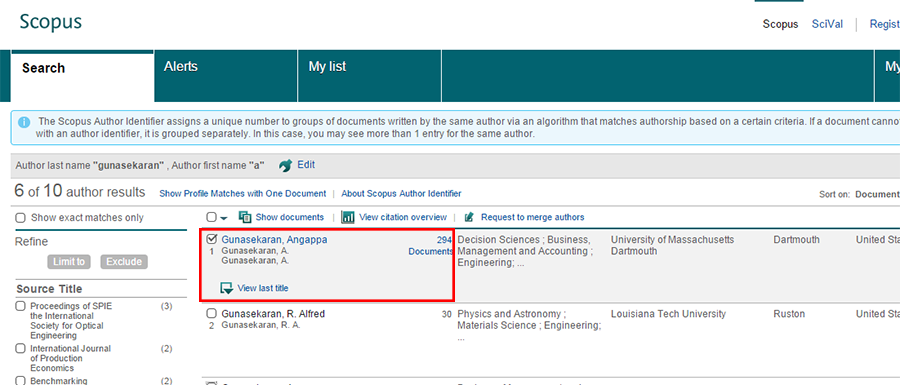 Scopus
Scopus SciVal Regist
Search Alerts My list My
The Scopus Author Identifier assigns a unique number to groups of documents written by the same author via an algorithm that matches authorship based on a certain criteria. If a document canno
with an author identifier, it is grouped separately. In this case, you may see more than 1 entry for the same author.
Author last name "gunasekaran" , Author first name "a" Edit
6 of 10 author results Show Profile Matches with One Document About Scopus Author Identifier Sort on: Document
Show exact matches only
Show documents View citation overview Request to merge authors
Refine
Limit to Exclude
Source Title
Proceedings of SPIE (3)
the International
Society for Optical
Engineering
International Journal (2)
of Production
Economics
Benchmarking (2)
1
Gunasekaran, Angappa
Gunasekaran, A.
Gunasekaran, A.
294
Documents
View last title
Decision Sciences ; Business,
Management and Accounting ;
Engineering; ...
University of Massachusetts
Dartmouth
Dartmouth
United Sta
2
Gunasekaran, R. Alfred
Gunasekaran, R. A.
30
Physics and Astronomy ;
Materials Science ; Engineering;
...
Louisiana Tech University
Ruston
United Sta